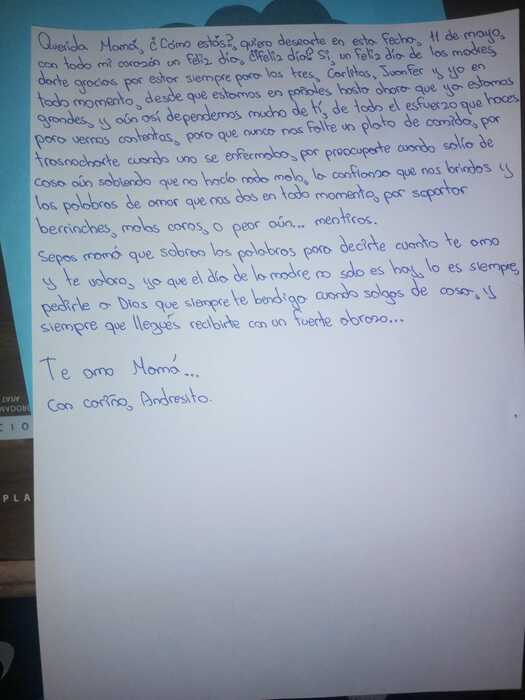 Querida Mamá, ¿Cómo estás?, quiero desearte en esta fecha, 11 de mayo,
con todo mi corazón un feliz día, ¿feliz día? Sí, un feliz día de las madres,
darte gracias por estar siempre para los tres, Carlitos, Juanfer y yo en
todo momento, desde que estamos en pañales hasta ahora que ya estamos
grandes, y aún así dependemos mucho de tí, de todo el esfuerzo que haces
para vernos contentos, para que nunca nos falte un plato de comida, por
trasnocharte cuando uno se enfermaba, por preocuparte cuando salía de
casa aún sabiendo que no hacía nada malo, la confianza que nos brindas y
las palabras de amor que nos das en todo momento, por soportar
berrinches, malas caras, o peor aún... mentiras.
Sepas mamá que sobran las palabras para decirte cuanto te amo
y te valoro, ya que el día de la madre no solo es hoy, lo es siempre,
pedirle a Dios que siempre te bendiga cuando salgas de casa, y
siempre que llegués recibirte con un fuerte abrazo...
Te amo Mamá...
con cariño, Andresito.
CIO
PLA